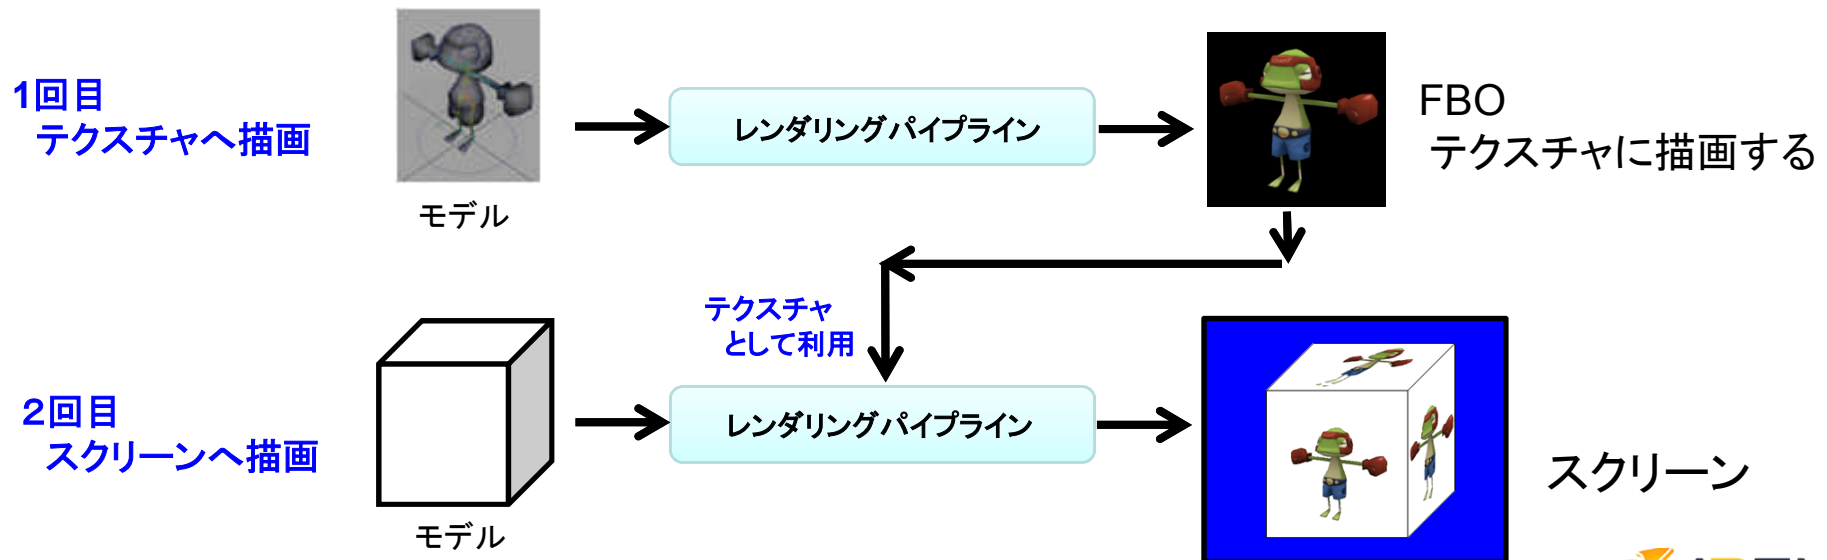 1回目
テクスチャへ描画
モデル
レンダリングパイプライン
FBO
テクスチャに描画する
テクスチャ
として利用
２回目
スクリーンへ描画
モデル
レンダリングパイプライン
スクリーン